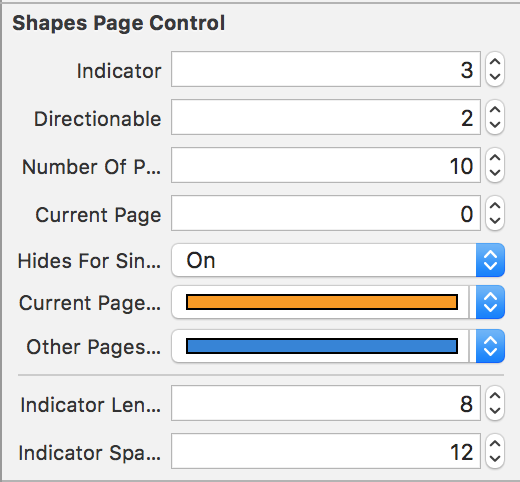 Shapes Page Control
Indicator 3
Directionable 2
Number Of P... 10
Current Page 0
Hides For Sin... On
Current Page...
Other Pages...
Indicator Len... 8
Indicator Spa... 12